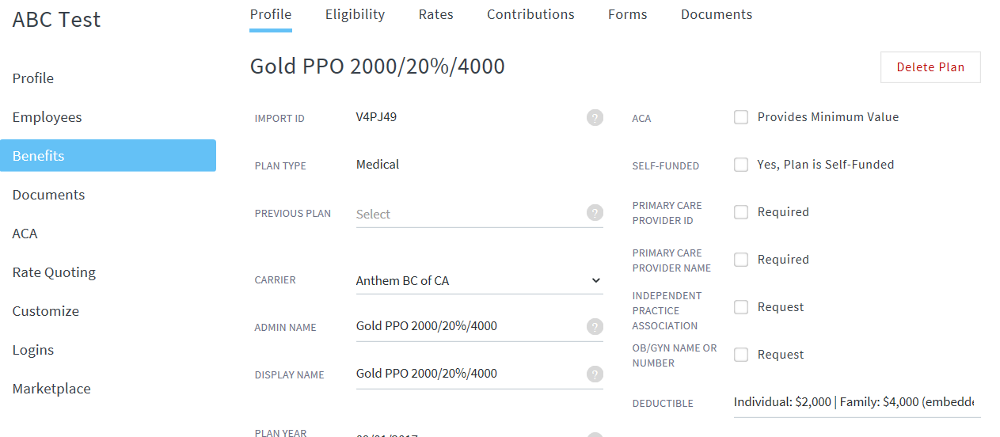 ABC Test
Profile Eligibility Rates Contributions Forms Documents
Profile
Employees
Benefits
Documents
ACA
Rate Quoting
Customize
Logins
Marketplace
Gold PPO 2000/20%/4000
Delete Plan
IMPORT ID V4PJ49 ?
PLAN TYPE Medical
PREVIOUS PLAN Select ?
CARRIER Anthem BC of CA
ADMIN NAME Gold PPO 2000/20%/4000 ?
DISPLAY NAME Gold PPO 2000/20%/4000 ?
PLAN YEAR
ACA Provides Minimum Value
SELF-FUNDED Yes, Plan is Self-Funded
PRIMARY CARE
PROVIDER ID
Required
PRIMARY CARE
PROVIDER NAME
Required
INDEPENDENT
PRACTICE
ASSOCIATION
Request
OB/GYN NAME OR
NUMBER
Request
DEDUCTIBLE Individual: $2,000 | Family: $4,000